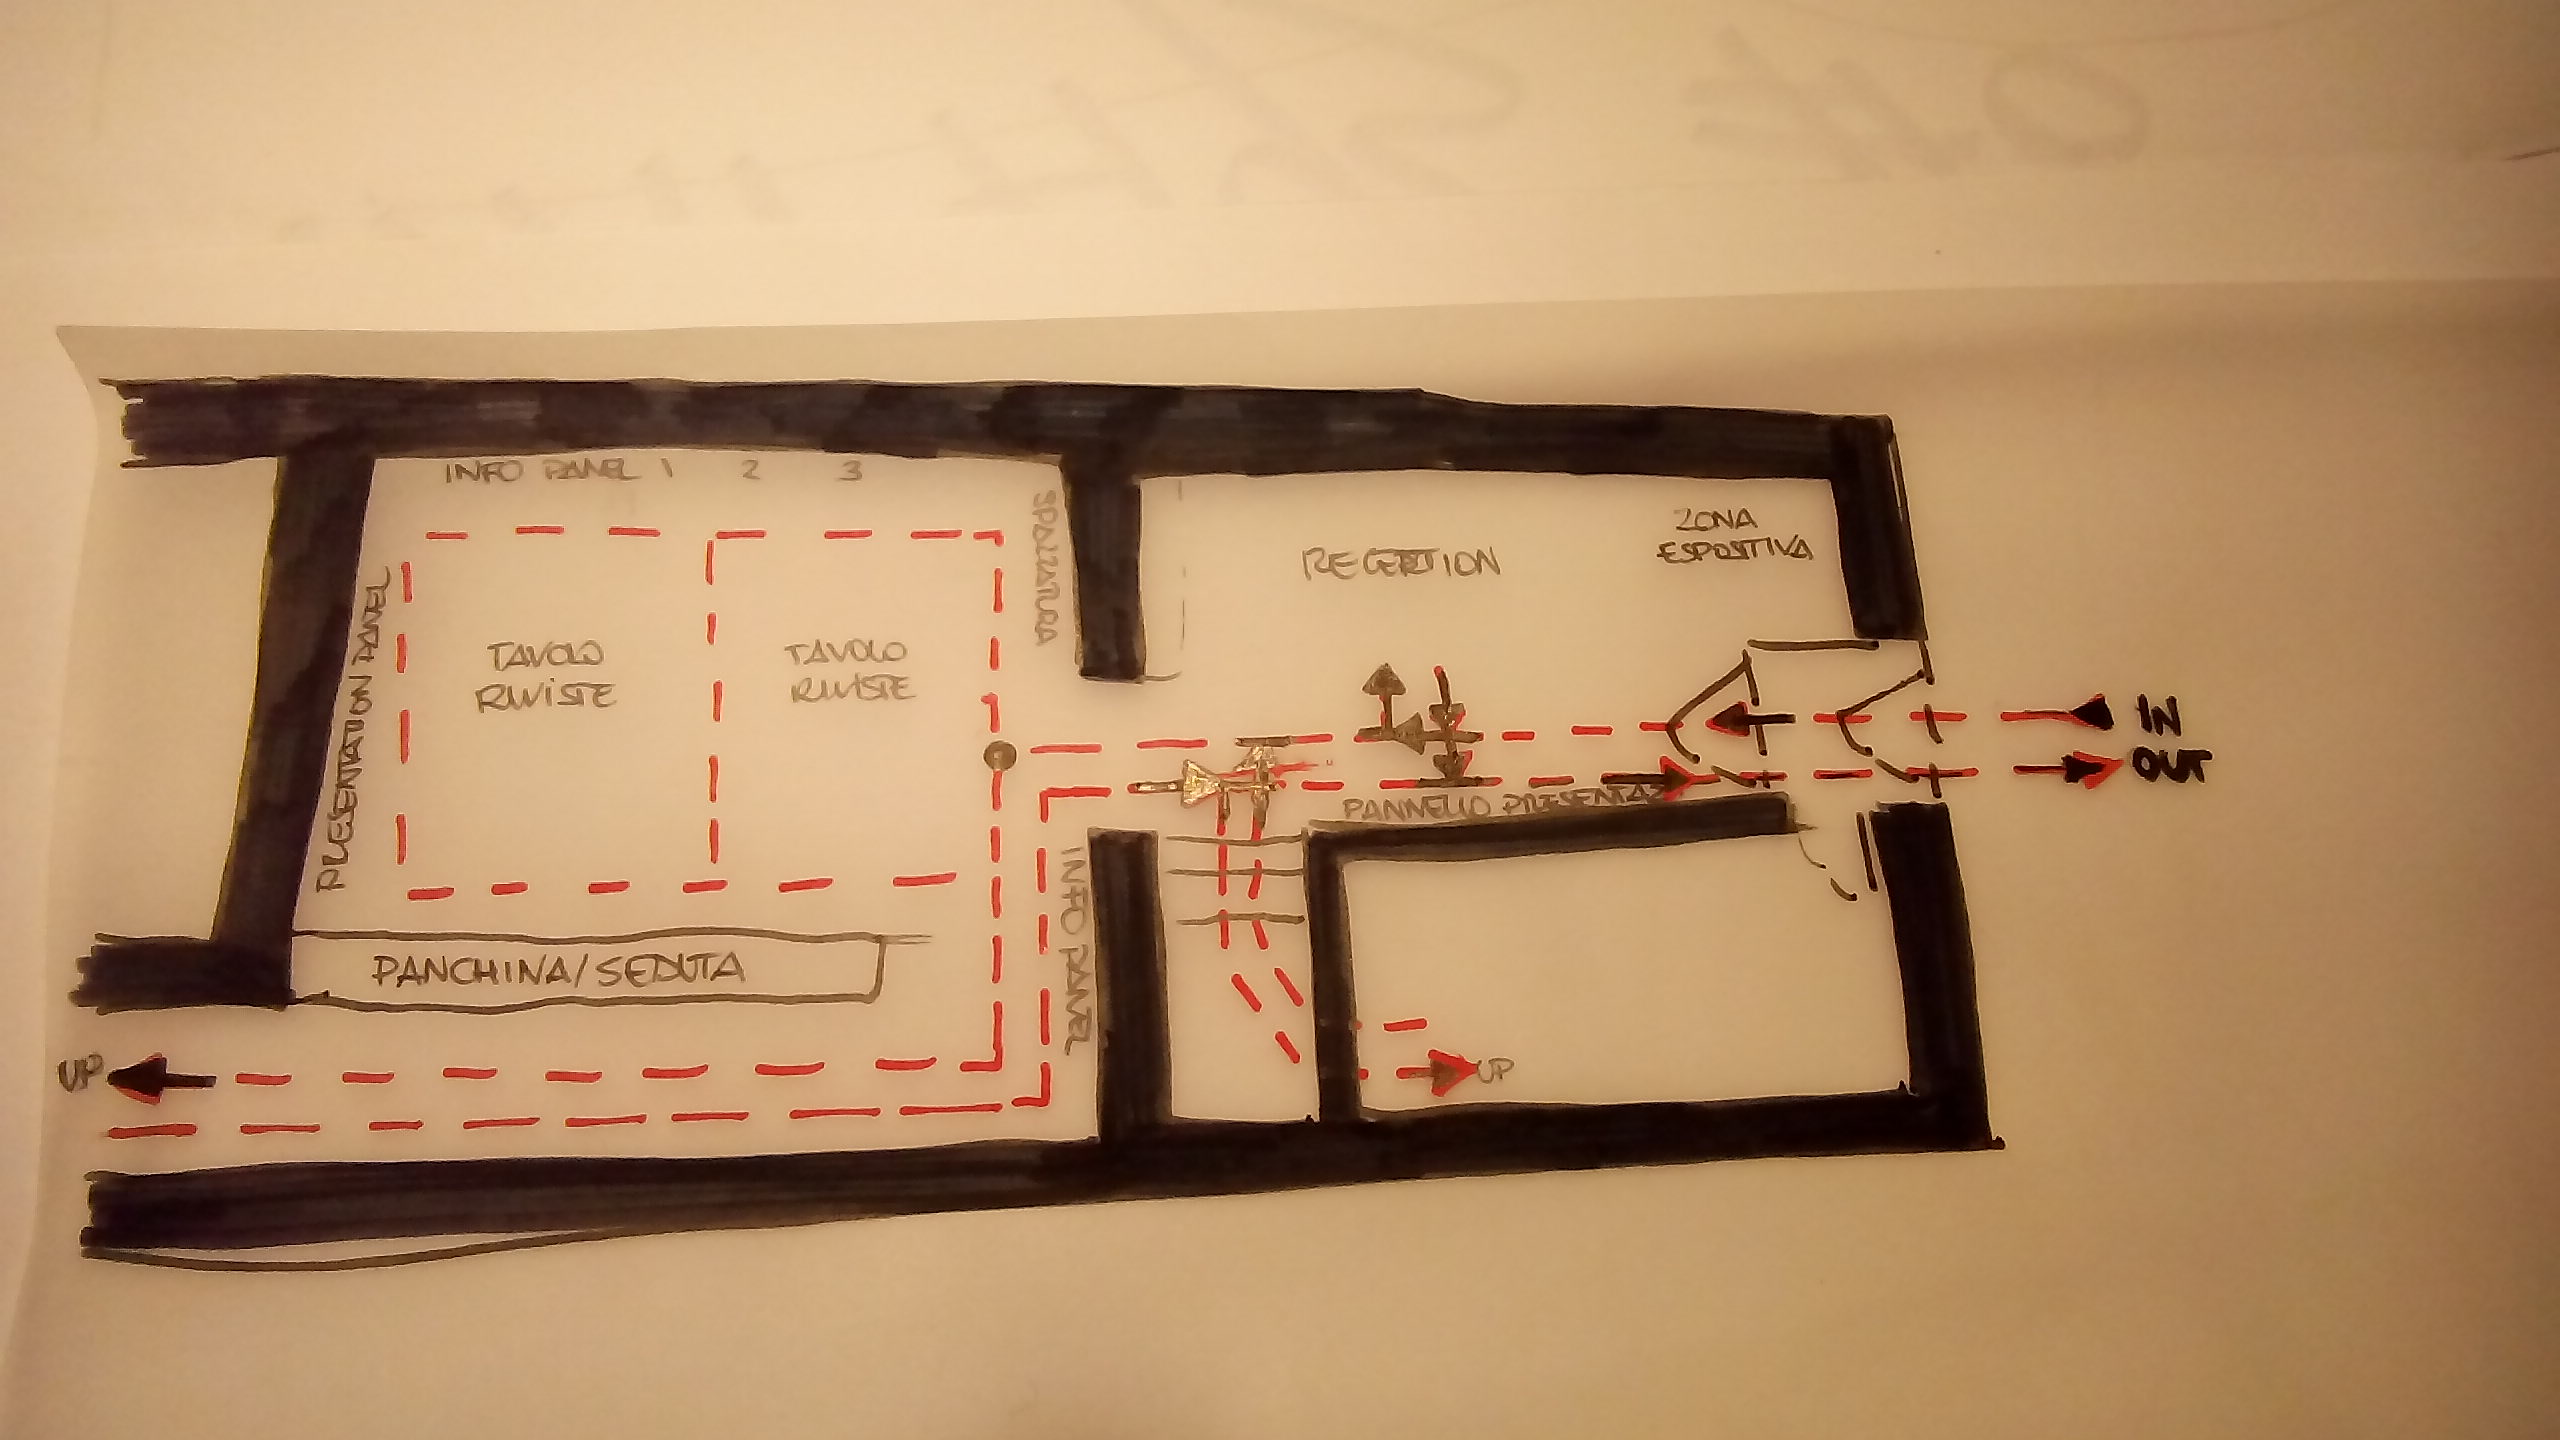 INFO PANEL 1 2 3
SPAZZATURA
RECEPTION
ZONA
ESPOSITIVA
PRESENTATION PANEL
TAVOLO
RIVISTE
TAVOLO
RIVISTE
IN
OUT
PANNELLO PRESENTAZ
INFO PANEL
PANCHINA/SEDUTA
UP
UP